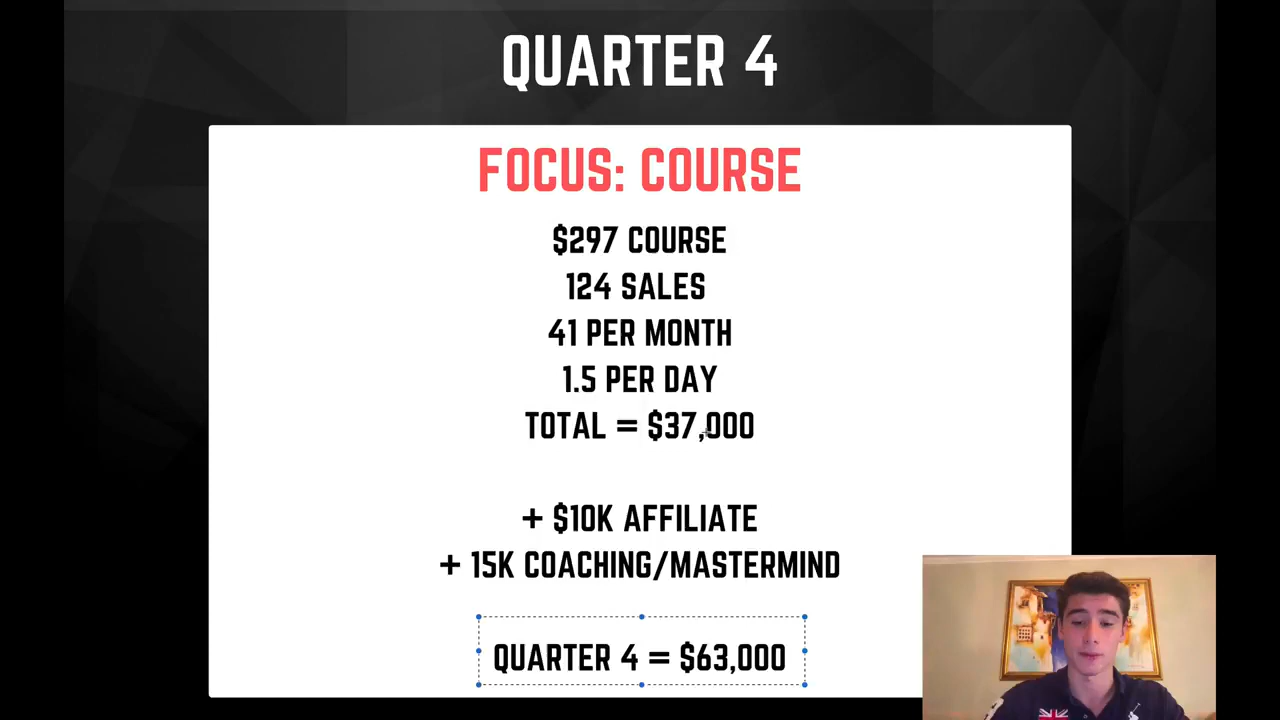 QUARTER 4
FOCUS: COURSE
$297 COURSE
124 SALES
41 PER MONTH
1.5 PER DAY
TOTAL = $37,000
+ $10K AFFILIATE
+ 15K COACHING/MASTERMIND
QUARTER 4 = $63,000